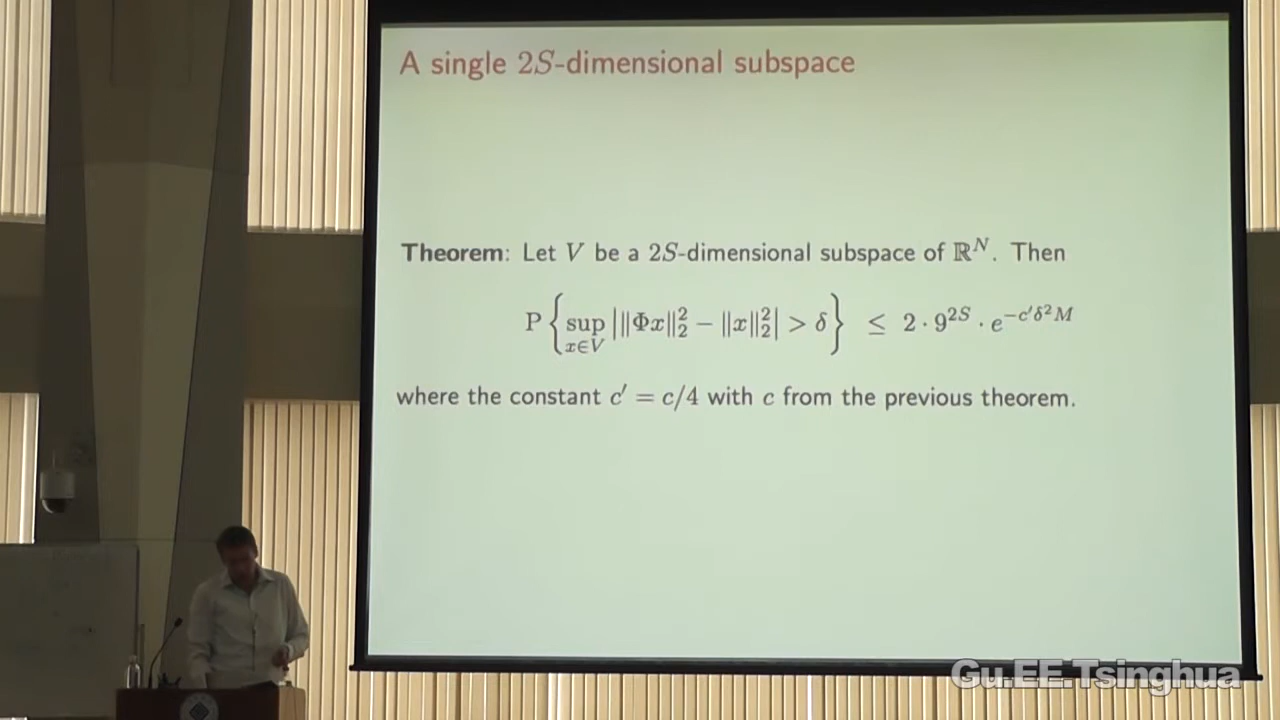 A single 2S-dimensional subspace
Theorem: Let V be a 2S-dimensional subspace of ℝ^N. Then
P{sup_{x∈V} |‖Φx‖₂² − ‖x‖₂²| > δ} ≤ 2 · 9^{2S} · e^{−c′δ²M}
where the constant c′ = c/4 with c from the previous theorem.
Gu.EE.Tsinghua